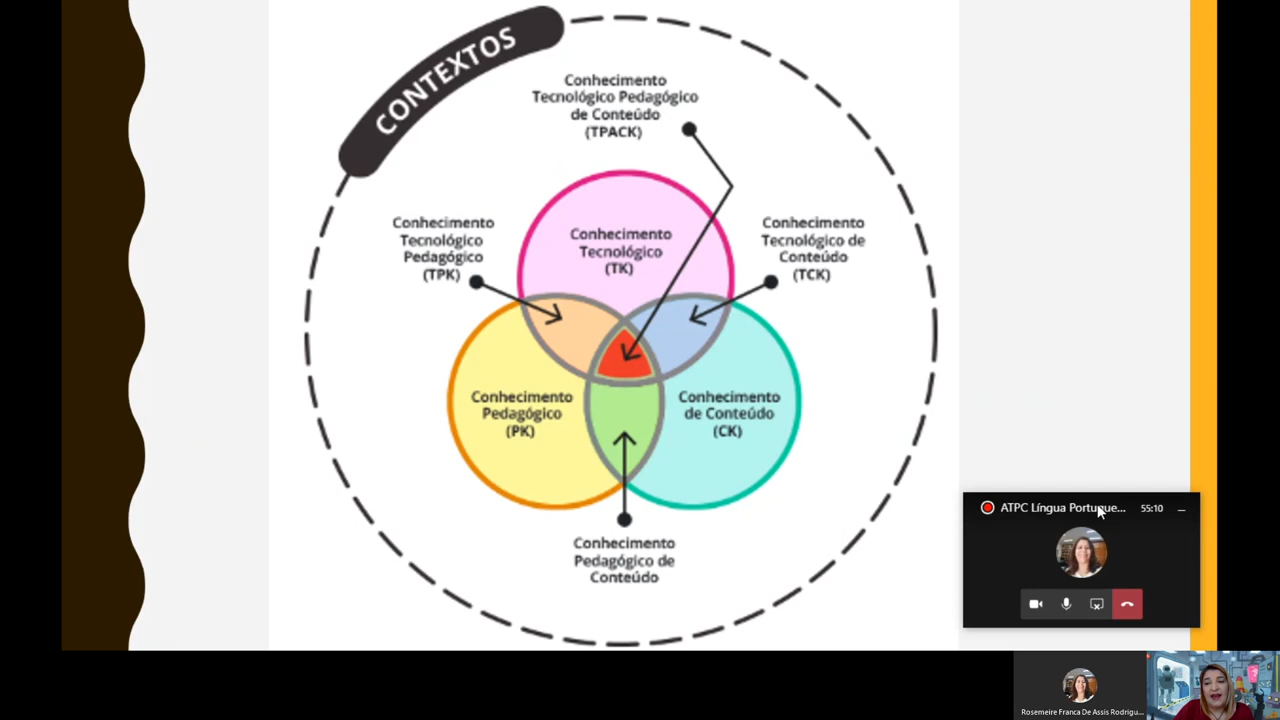 CONTEXTOS
Conhecimento
Tecnológico Pedagógico
de Conteúdo
(TPACK)
Conhecimento
Tecnológico
Pedagógico
(TPK)
Conhecimento
Tecnológico
(TK)
Conhecimento
Tecnológico de
Conteúdo
(TCK)
Conhecimento
Pedagógico
(PK)
Conhecimento
de Conteúdo
(CK)
Conhecimento
Pedagógico de
Conteúdo
ATPC Língua Portugue... 55:10
Rosemeire Franca De Assis Rodrigu...